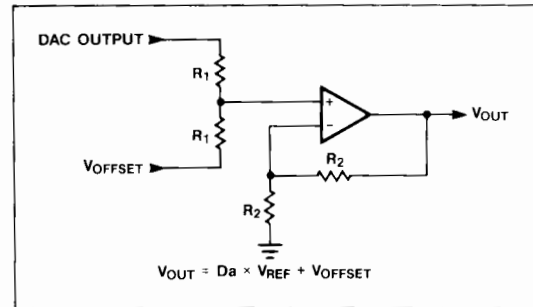 DAC OUTPUT
R₁
R₁
+
−
VOUT
VOFFSET
R₂
R₂
VOUT = Da × VREF + VOFFSET